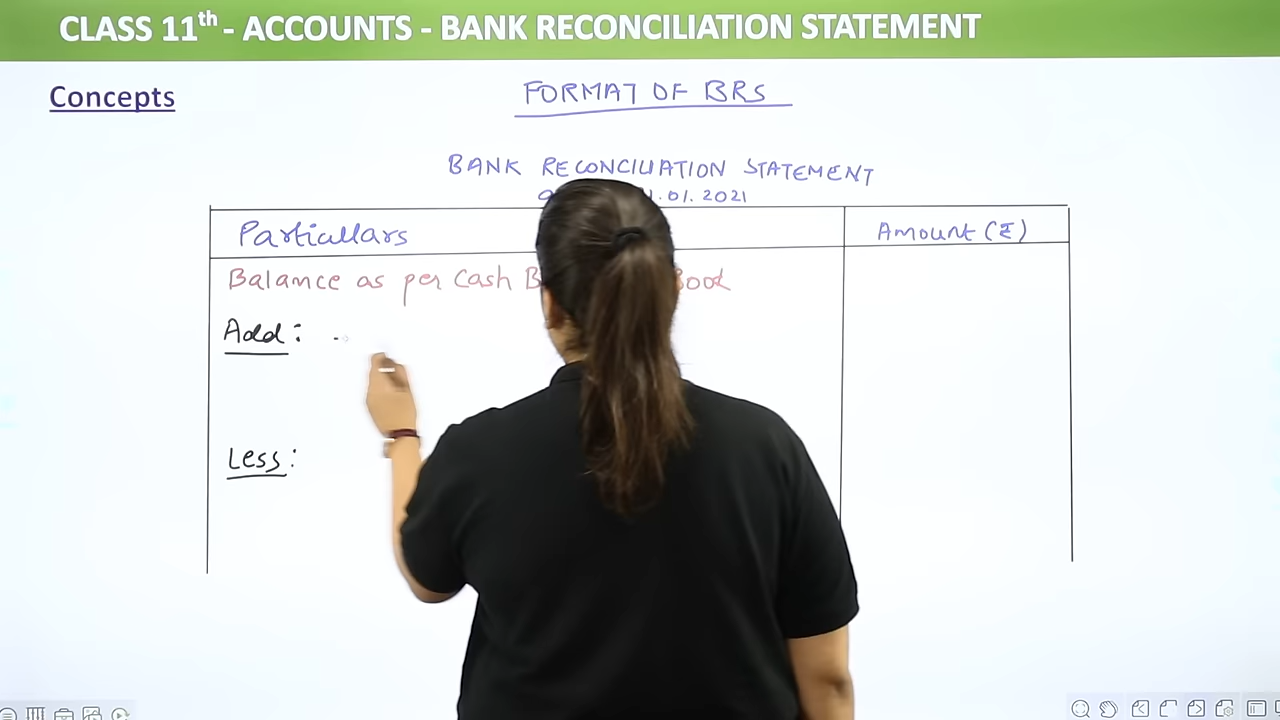 CLASS 11th - ACCOUNTS - BANK RECONCILIATION STATEMENT
Concepts
FORMAT OF BRS
BANK RECONCILIATION STATEMENT
.01.2021
Particulars Amount (₹)
Balance as per Cash Book
Add:
Less: